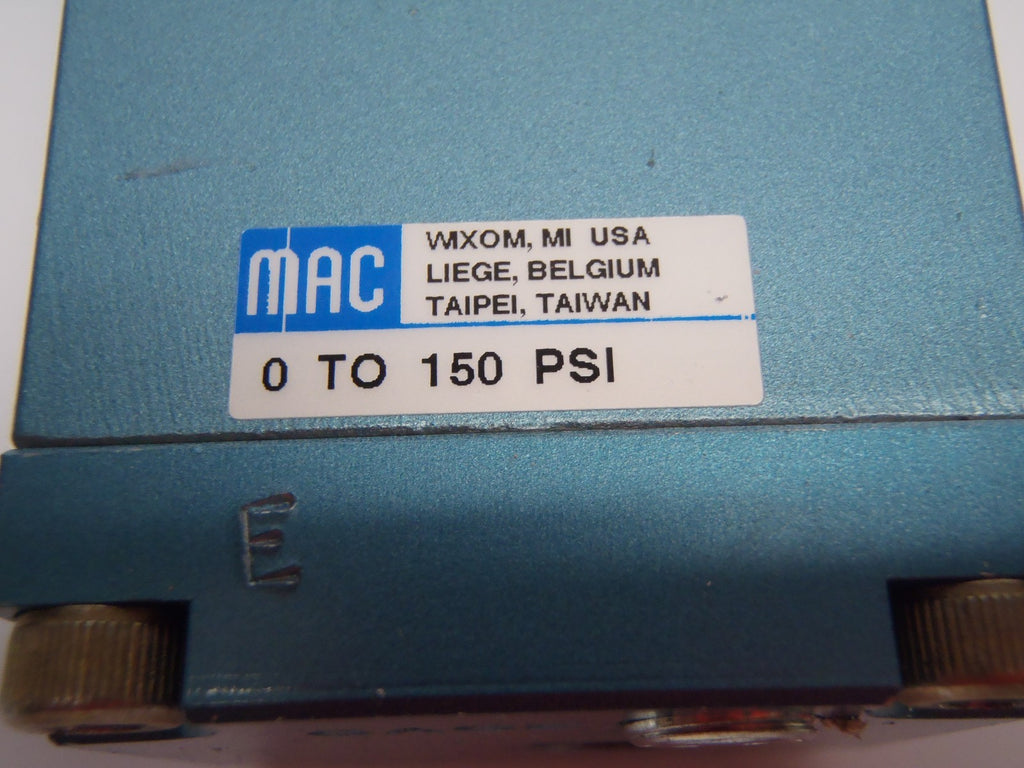 MAC
WIXOM, MI USA
LIEGE, BELGIUM
TAIPEI, TAIWAN
0 TO 150 PSI
E